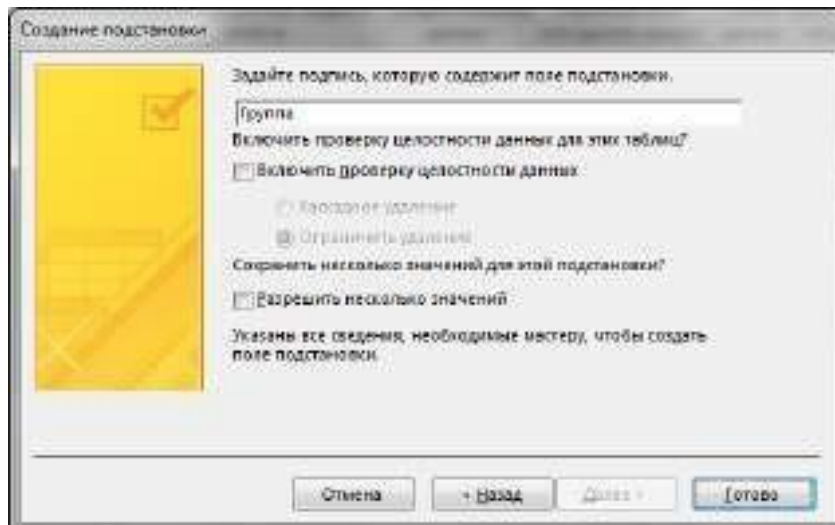 Создание подстановки
Задайте подпись, которую содержит поле подстановки.
Группа
Включить проверку целостности данных для этих таблиц?
Включить проверку целостности данных
Каскадное удаление
Ограничить удаление
Сохранить несколько значений для этой подстановки?
Разрешить несколько значений
Указаны все сведения, необходимые мастеру, чтобы создать
поле подстановки.
Отмена
< Назад
Далее >
Готово